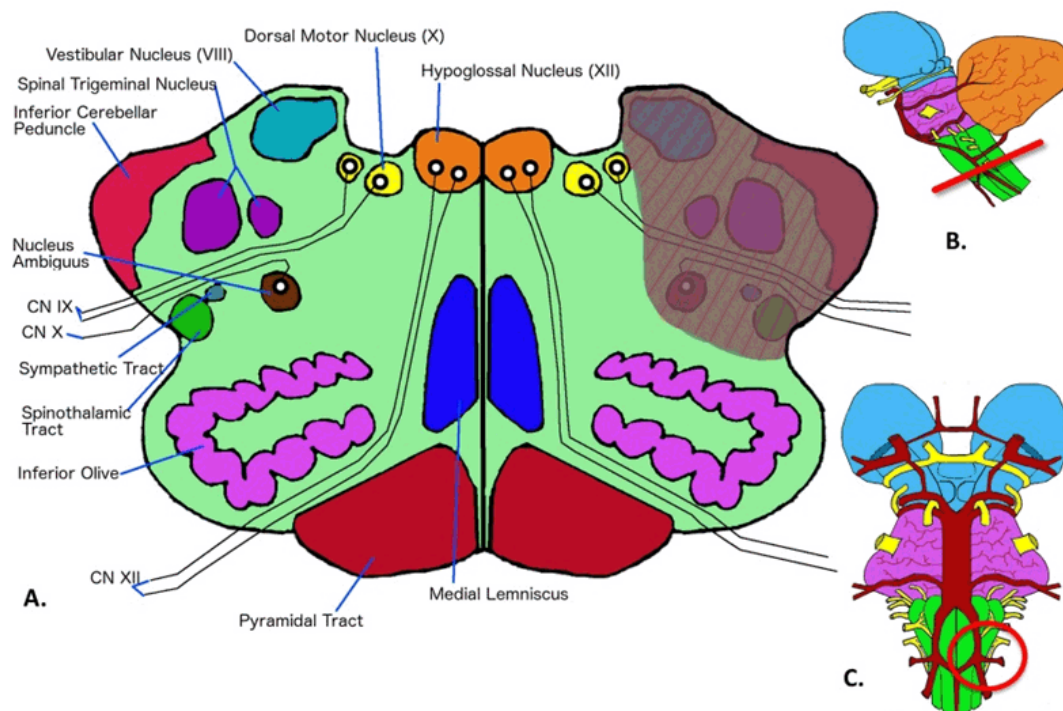 Dorsal Motor Nucleus (X)
Vestibular Nucleus (VIII)
Hypoglossal Nucleus (XII)
Spinal Trigeminal Nucleus
Inferior Cerebellar
Peduncle
Nucleus
Ambiguus
CN IX
CN X
Sympathetic Tract
Spinothalamic
Tract
Inferior Olive
CN XII
Medial Lemniscus
Pyramidal Tract
A.
B.
C.